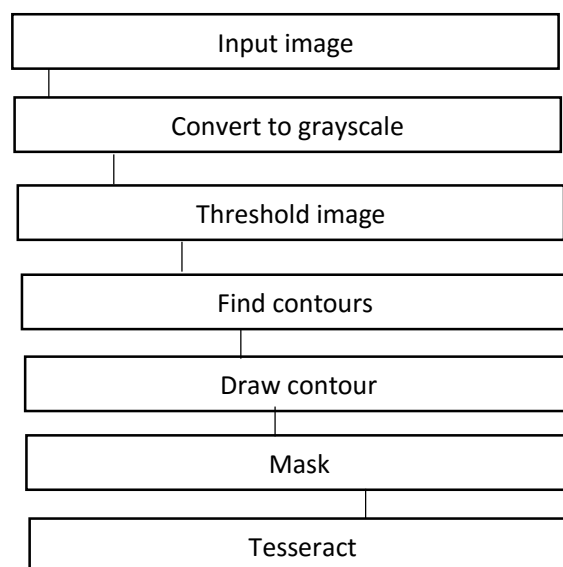 Input image
Convert to grayscale
Threshold image
Find contours
Draw contour
Mask
Tesseract